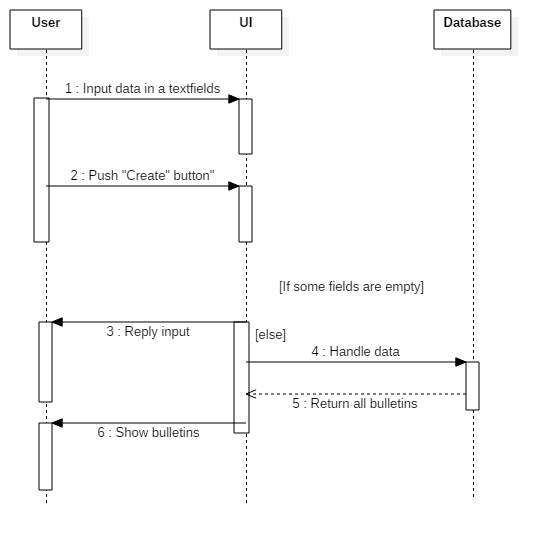 User
UI
Database
1 : Input data in a textfields
2 : Push "Create" button"
[If some fields are empty]
3 : Reply input
[else]
4 : Handle data
5 : Return all bulletins
6 : Show bulletins